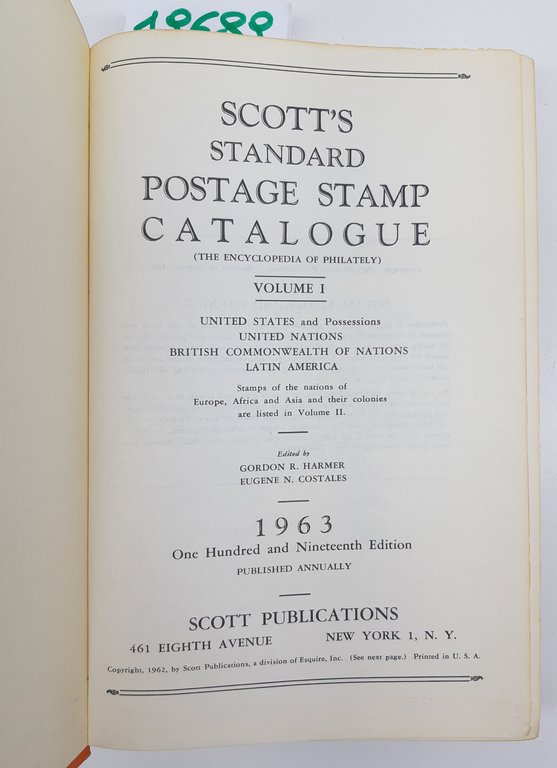 18688
SCOTT'S
STANDARD
POSTAGE STAMP
CATALOGUE
(THE ENCYCLOPEDIA OF PHILATELY)
VOLUME I
UNITED STATES and Possessions
UNITED NATIONS
BRITISH COMMONWEALTH OF NATIONS
LATIN AMERICA
Stamps of the nations of
Europe, Africa and Asia and their colonies
are listed in Volume II.
Edited by
GORDON R. HARMER
EUGENE N. COSTALES
1963
One Hundred and Nineteenth Edition
PUBLISHED ANNUALLY
SCOTT PUBLICATIONS
461 EIGHTH AVENUE NEW YORK 1, N. Y.
Copyright, 1962, by Scott Publications, a division of Esquire, Inc. (See next page.) Printed in U. S. A.